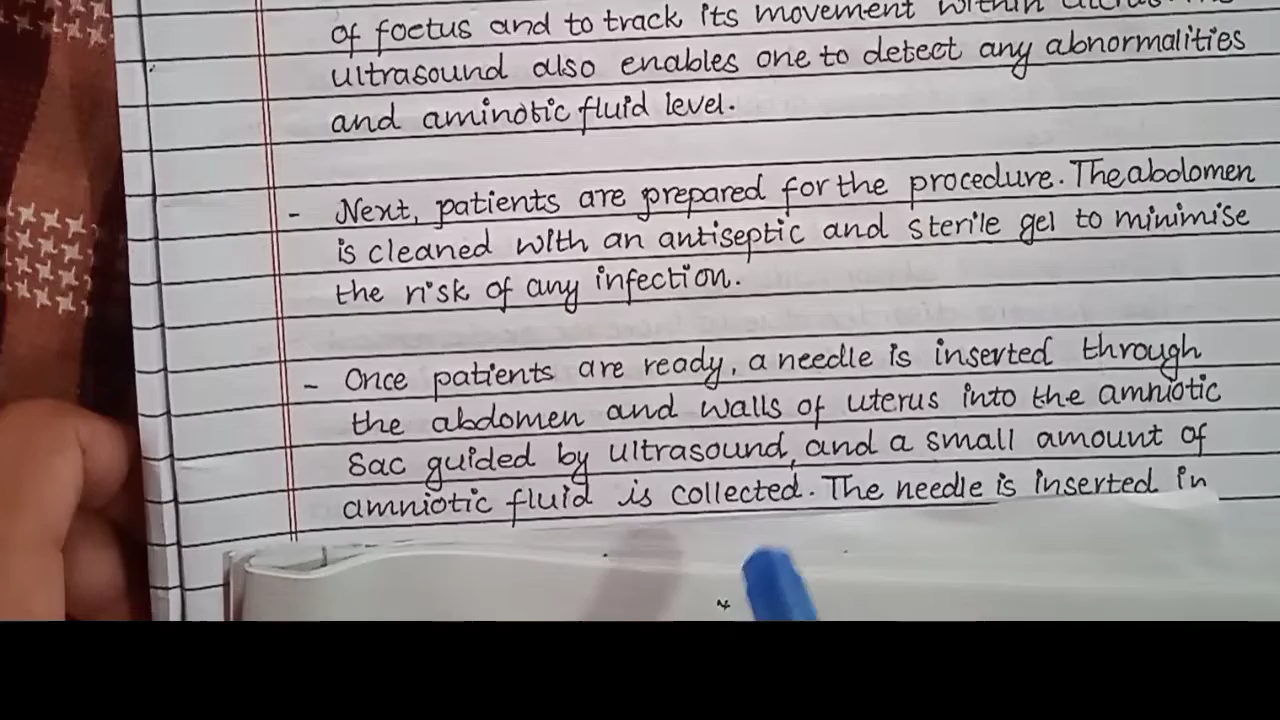 of foetus and to track its movement within uterus. The
ultrasound also enables one to detect any abnormalities
and aminotic fluid level.
- Next, patients are prepared for the procedure. The abdomen
is cleaned with an antiseptic and sterile gel to minimise
the risk of any infection.
- Once patients are ready, a needle is inserted through
the abdomen and walls of uterus into the amniotic
sac guided by ultrasound, and a small amount of
amniotic fluid is collected. The needle is inserted in